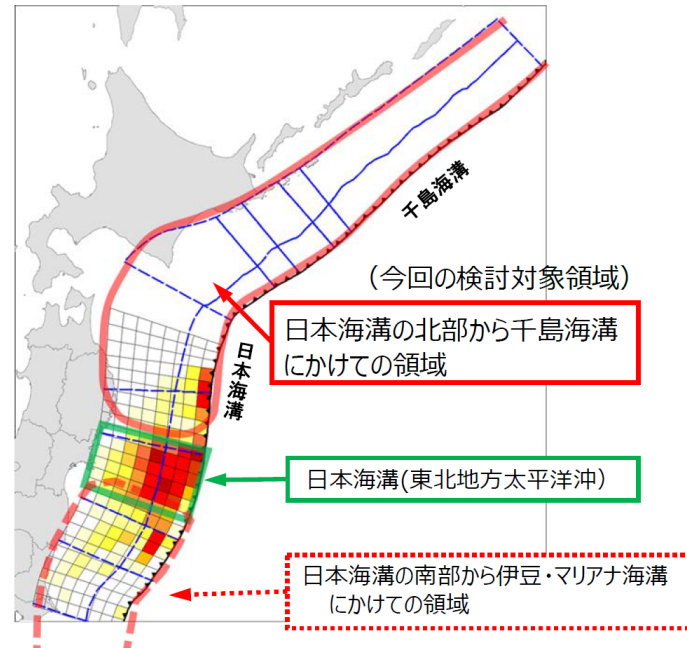 千島海溝
（今回の検討対象領域）
日本海溝の北部から千島海溝
にかけての領域
日本海溝
日本海溝(東北地方太平洋沖）
日本海溝の南部から伊豆・マリアナ海溝
にかけての領域